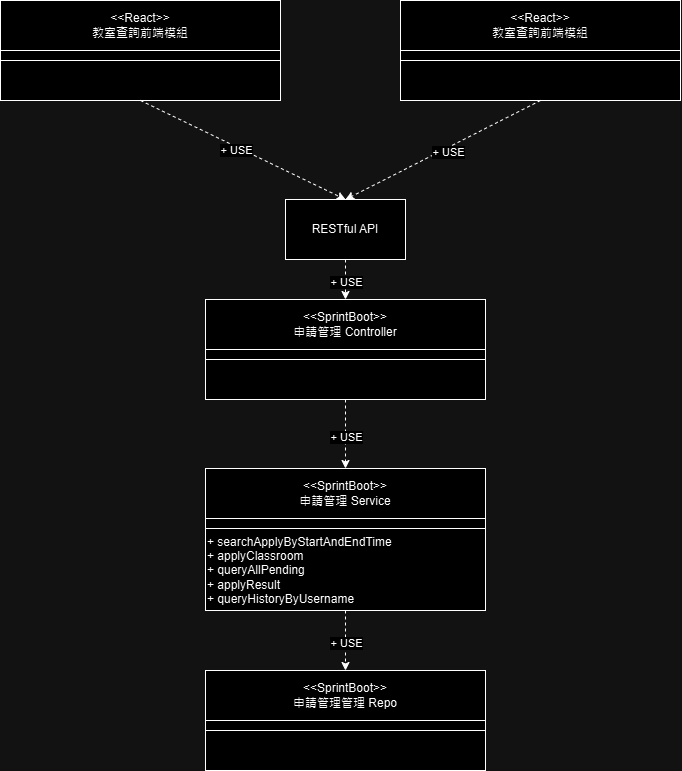 <<React>>
教室查詢前端模組
<<React>>
教室查詢前端模組
+ USE
+ USE
RESTful API
+ USE
<<SprintBoot>>
申請管理 Controller
+ USE
<<SprintBoot>>
申請管理 Service
+ searchApplyByStartAndEndTime
+ applyClassroom
+ queryAllPending
+ applyResult
+ queryHistoryByUsername
+ USE
<<SprintBoot>>
申請管理管理 Repo